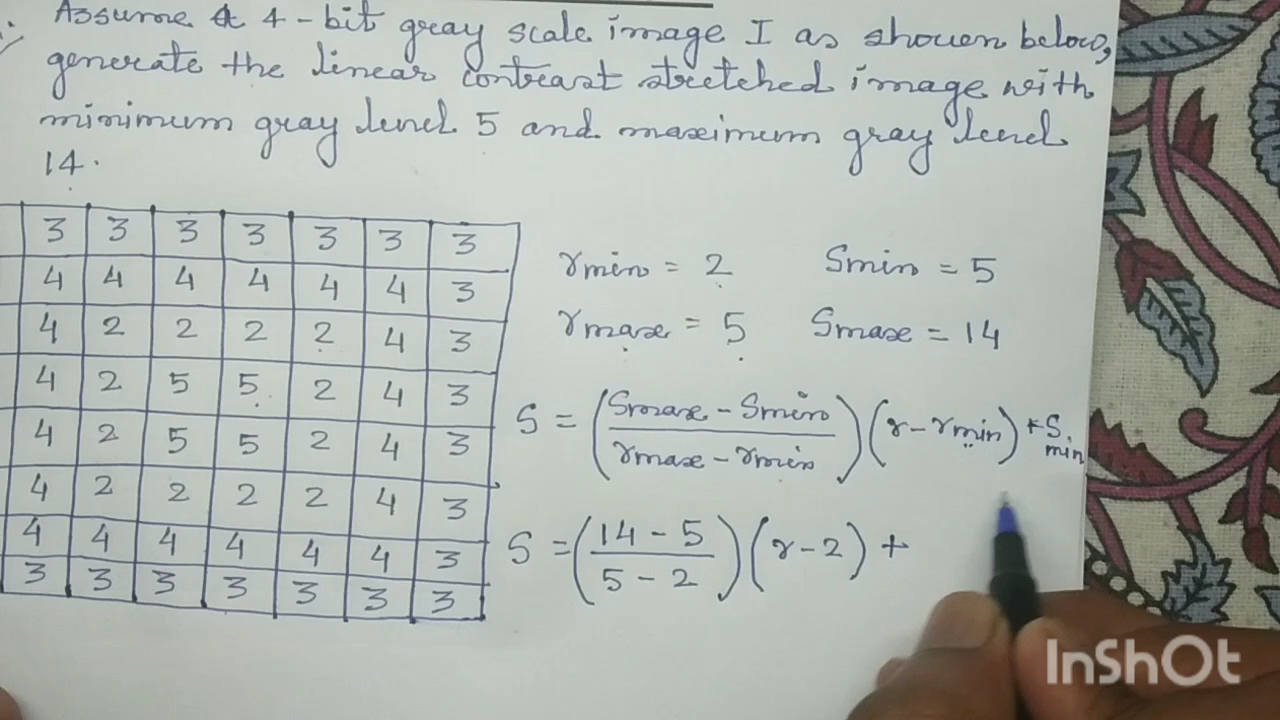 Assume A 4-bit gray scale image I as shown below,
generate the linear contrast stretched image with
minimum gray level 5 and maximum gray level
14.
3 3 3 3 3 3 3
4 4 4 4 4 4 3
4 2 2 2 2 4 3
4 2 5 5 2 4 3
4 2 5 5 2 4 3
4 2 2 2 2 4 3
4 4 4 4 4 4 3
3 3 3 3 3 3 3
rmin = 2 Smin = 5
rmax = 5 Smax = 14
S = (Smax - Smin / rmax - rmin) (r - rmin) + Smin
S = (14 - 5 / 5 - 2) (r - 2) +
InShOt